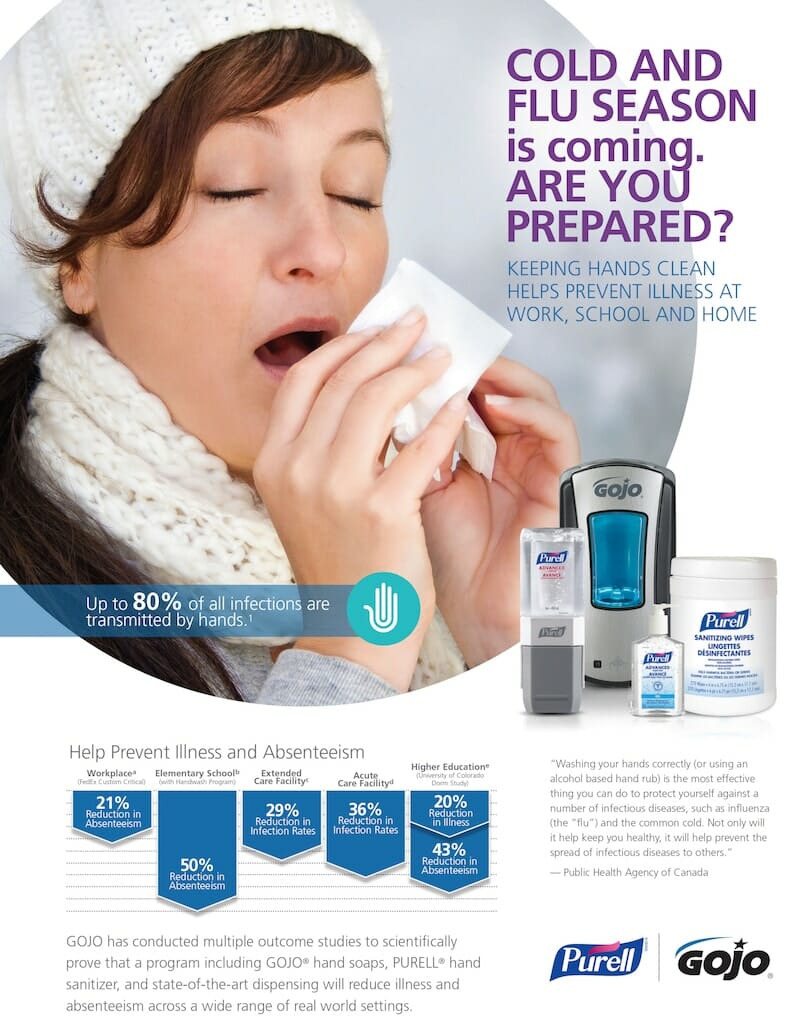 COLD AND
FLU SEASON
is coming.
ARE YOU
PREPARED?
KEEPING HANDS CLEAN
HELPS PREVENT ILLNESS AT
WORK, SCHOOL AND HOME
Up to 80% of all infections are
transmitted by hands.1
GOJO
Purell
ADVANCED
AVANCÉ
Purell
Purell
ADVANCED
AVANCÉ
Purell
SANITIZING WIPES
LINGETTES
DÉSINFECTANTES
Help Prevent Illness and Absenteeism
Workplaceᵃ
(FedEx Custom Critical)
21%
Reduction in
Absenteeism
Elementary Schoolᵇ
(with Handwash Program)
50%
Reduction in
Absenteeism
Extended
Care Facilityᶜ
29%
Reduction in
Infection Rates
Acute
Care Facilityᵈ
36%
Reduction in
Infection Rates
Higher Educationᵉ
(University of Colorado
Dorm Study)
20%
Reduction
in Illness
43%
Reduction in
Absenteeism
"Washing your hands correctly (or using an
alcohol based hand rub) is the most effective
thing you can do to protect yourself against a
number of infectious diseases, such as influenza
(the "flu") and the common cold. Not only will
it help keep you healthy, it will help prevent the
spread of infectious diseases to others."
— Public Health Agency of Canada
GOJO has conducted multiple outcome studies to scientifically
prove that a program including GOJO® hand soaps, PURELL® hand
sanitizer, and state-of-the-art dispensing will reduce illness and
absenteeism across a wide range of real world settings.
Purell
GOJO®